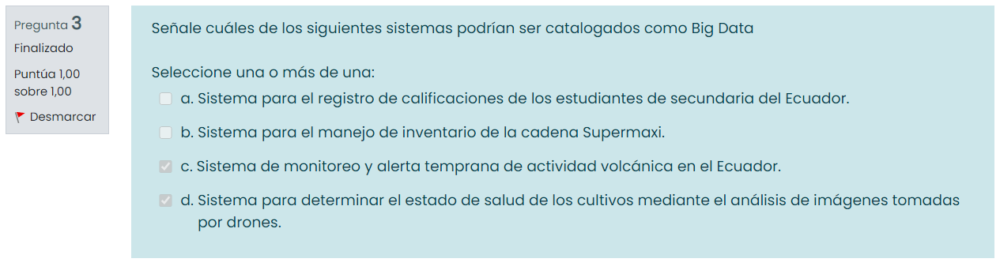 Pregunta 3
Finalizado
Puntúa 1,00
sobre 1,00
Desmarcar
Señale cuáles de los siguientes sistemas podrían ser catalogados como Big Data
Seleccione una o más de una:
a. Sistema para el registro de calificaciones de los estudiantes de secundaria del Ecuador.
b. Sistema para el manejo de inventario de la cadena Supermaxi.
c. Sistema de monitoreo y alerta temprana de actividad volcánica en el Ecuador.
d. Sistema para determinar el estado de salud de los cultivos mediante el análisis de imágenes tomadas
por drones.